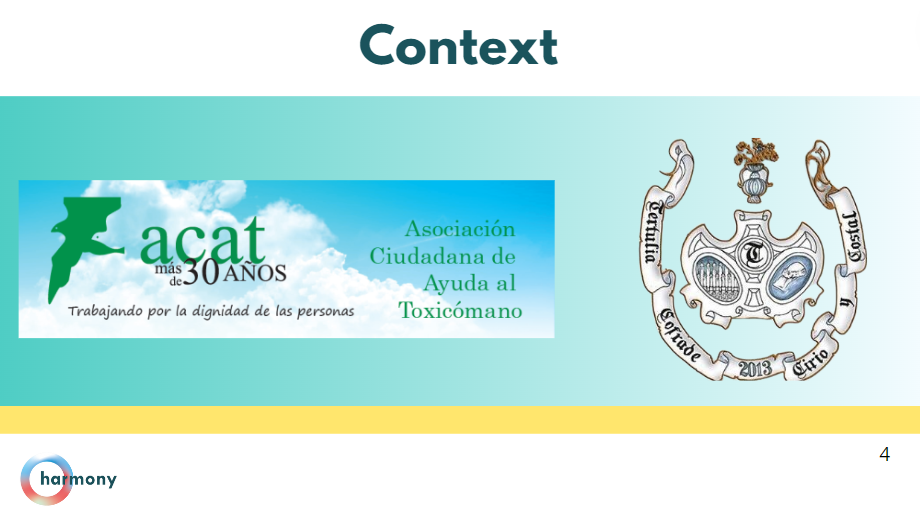 Context
acat
más
de 30 AÑOS
Trabajando por la dignidad de las personas
Asociación
Ciudadana de
Ayuda al
Toxicómano
T
Tertulia
Cofrade
2013
Cirio
y
Costal
4
harmony